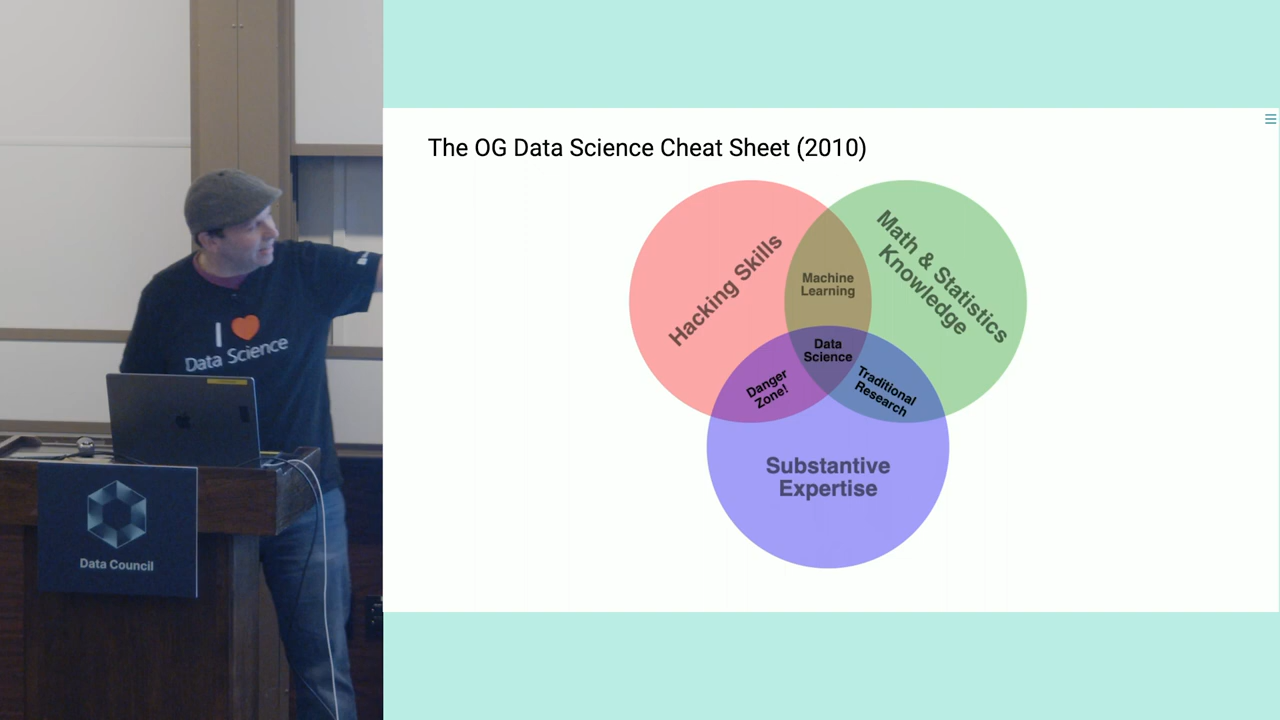 The OG Data Science Cheat Sheet (2010)
Hacking Skills
Math & Statistics
Knowledge
Machine
Learning
Data
Science
Danger
Zone!
Traditional
Research
Substantive
Expertise
I
Data Science
Data Council